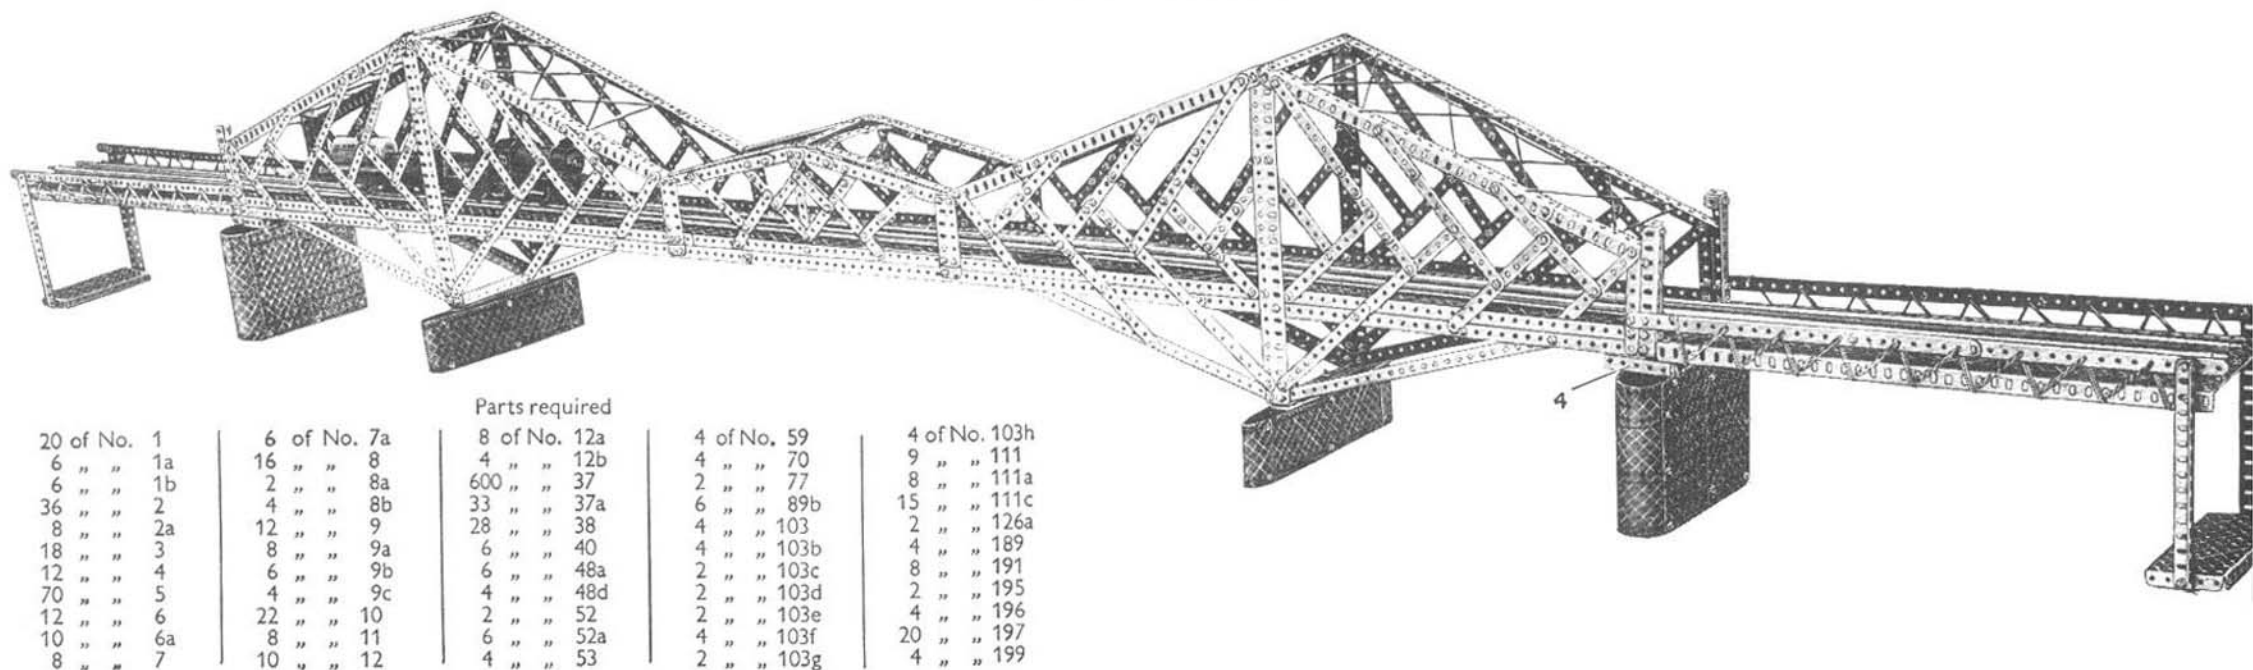 4
Parts required
20 of No. 1
6 „ „ 1a
6 „ „ 1b
36 „ „ 2
8 „ „ 2a
18 „ „ 3
12 „ „ 4
70 „ „ 5
12 „ „ 6
10 „ „ 6a
8 „ „ 7
6 of No. 7a
16 „ „ 8
2 „ „ 8a
4 „ „ 8b
12 „ „ 9
8 „ „ 9a
6 „ „ 9b
4 „ „ 9c
22 „ „ 10
8 „ „ 11
10 „ „ 12
8 of No. 12a
4 „ „ 12b
600 „ „ 37
33 „ „ 37a
28 „ „ 38
6 „ „ 40
6 „ „ 48a
4 „ „ 48d
2 „ „ 52
6 „ „ 52a
4 „ „ 53
4 of No. 59
4 „ „ 70
2 „ „ 77
6 „ „ 89b
4 „ „ 103
4 „ „ 103b
2 „ „ 103c
2 „ „ 103d
2 „ „ 103e
4 „ „ 103f
2 „ „ 103g
4 of No. 103h
9 „ „ 111
8 „ „ 111a
15 „ „ 111c
2 „ „ 126a
4 „ „ 189
8 „ „ 191
2 „ „ 195
4 „ „ 196
20 „ „ 197
4 „ „ 199